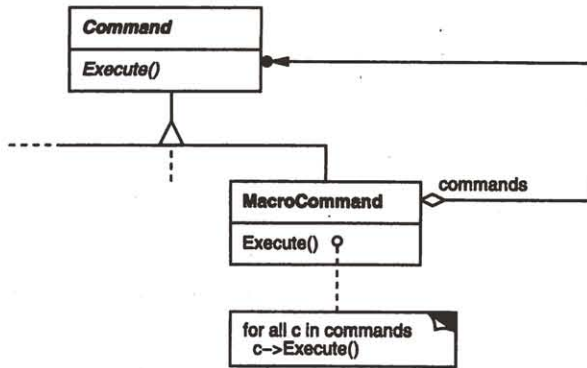 Command
Execute()
commands
MacroCommand
Execute()
for all c in commands
c->Execute()